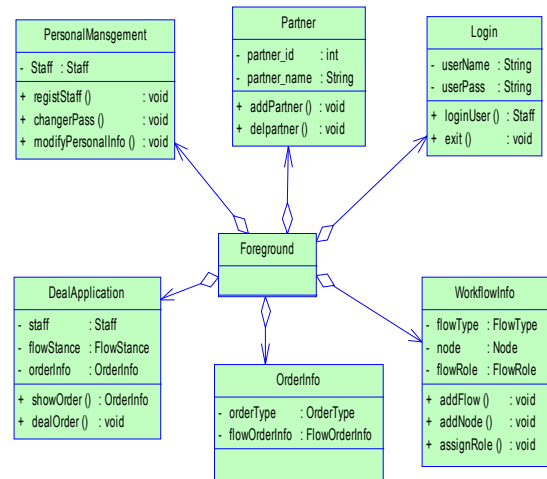 PersonalMansgement
- Staff : Staff
+ registStaff () : void
+ changerPass () : void
+ modifyPersonalInfo () : void
Partner
- partner_id : int
- partner_name : String
+ addPartner () : void
+ delpartner () : void
Login
- userName : String
- userPass : String
+ loginUser () : Staff
+ exit () : void
Foreground
DealApplication
- staff : Staff
- flowStance : FlowStance
- orderInfo : OrderInfo
+ showOrder () : OrderInfo
+ dealOrder () : void
OrderInfo
- orderType : OrderType
- flowOrderInfo : FlowOrderInfo
WorkflowInfo
- flowType : FlowType
- node : Node
- flowRole : FlowRole
+ addFlow () : void
+ addNode () : void
+ assignRole () : void